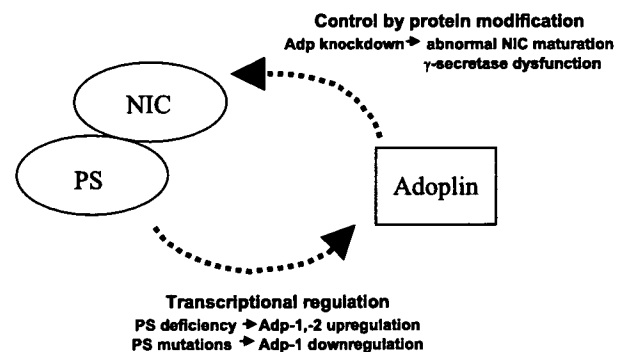 Control by protein modification
Adp knockdown → abnormal NIC maturation
γ-secretase dysfunction
NIC
PS
Adoplin
Transcriptional regulation
PS deficiency → Adp-1,-2 upregulation
PS mutations → Adp-1 downregulation